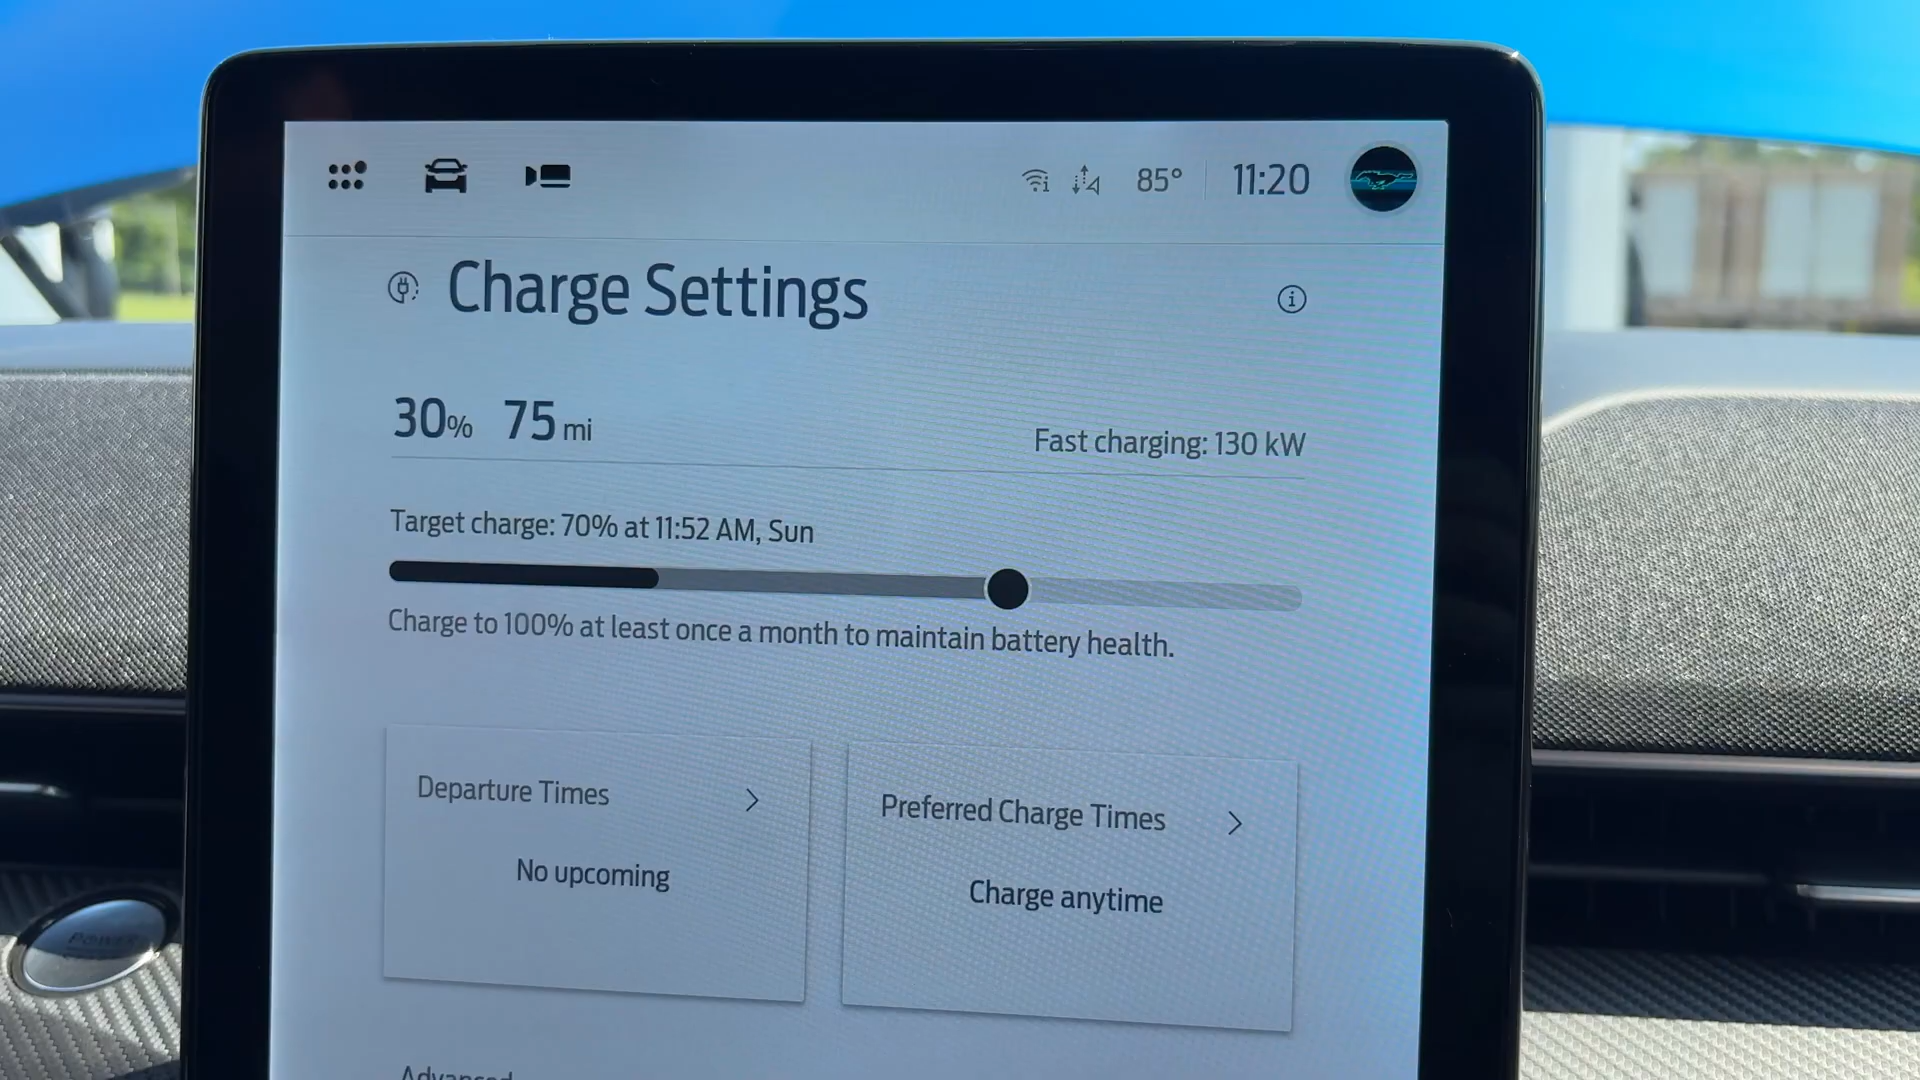 85° 11:20
Charge Settings
30% 75 mi
Fast charging: 130 kW
Target charge: 70% at 11:52 AM, Sun
Charge to 100% at least once a month to maintain battery health.
Departure Times
No upcoming
Preferred Charge Times
Charge anytime
POWER
Advanced